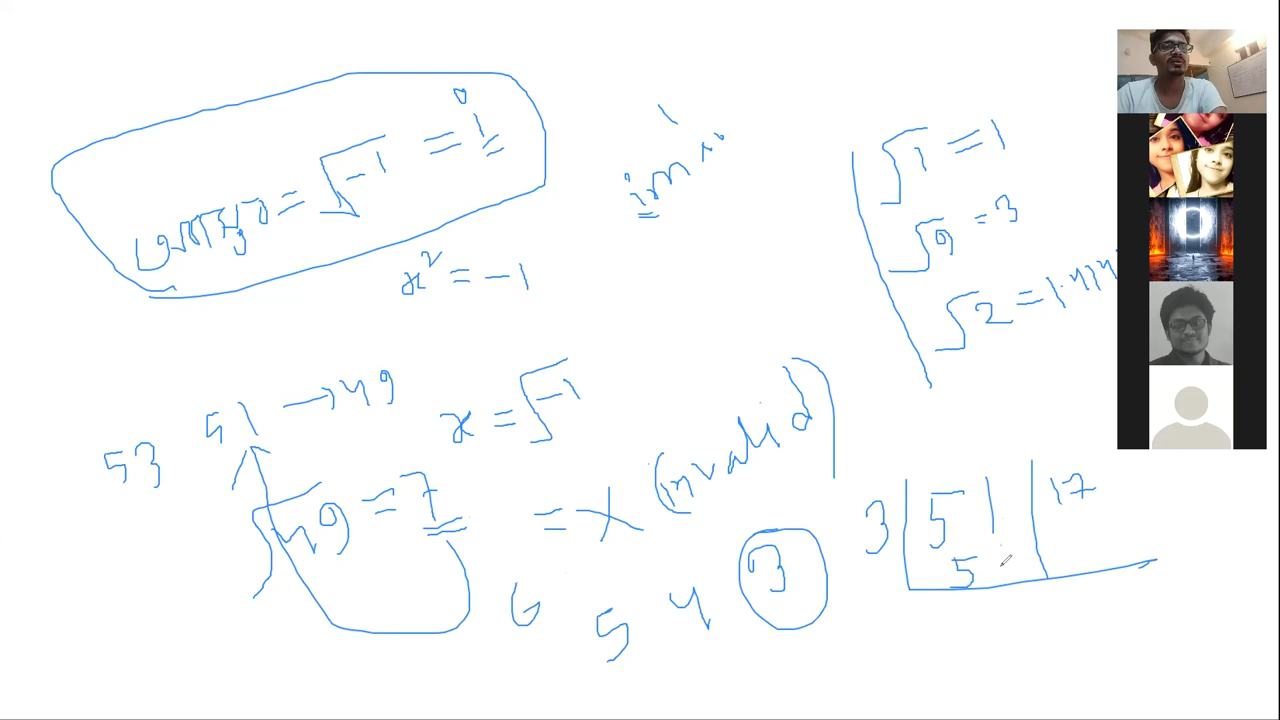 = √-1 = i
x² = -1
√1 = 1
√9 = 3
√2 = 1.414
53 51 → 49
x = √-1
√49 = 7
= X (invalid)
6 5 4 3
3 | 51 | 17
5